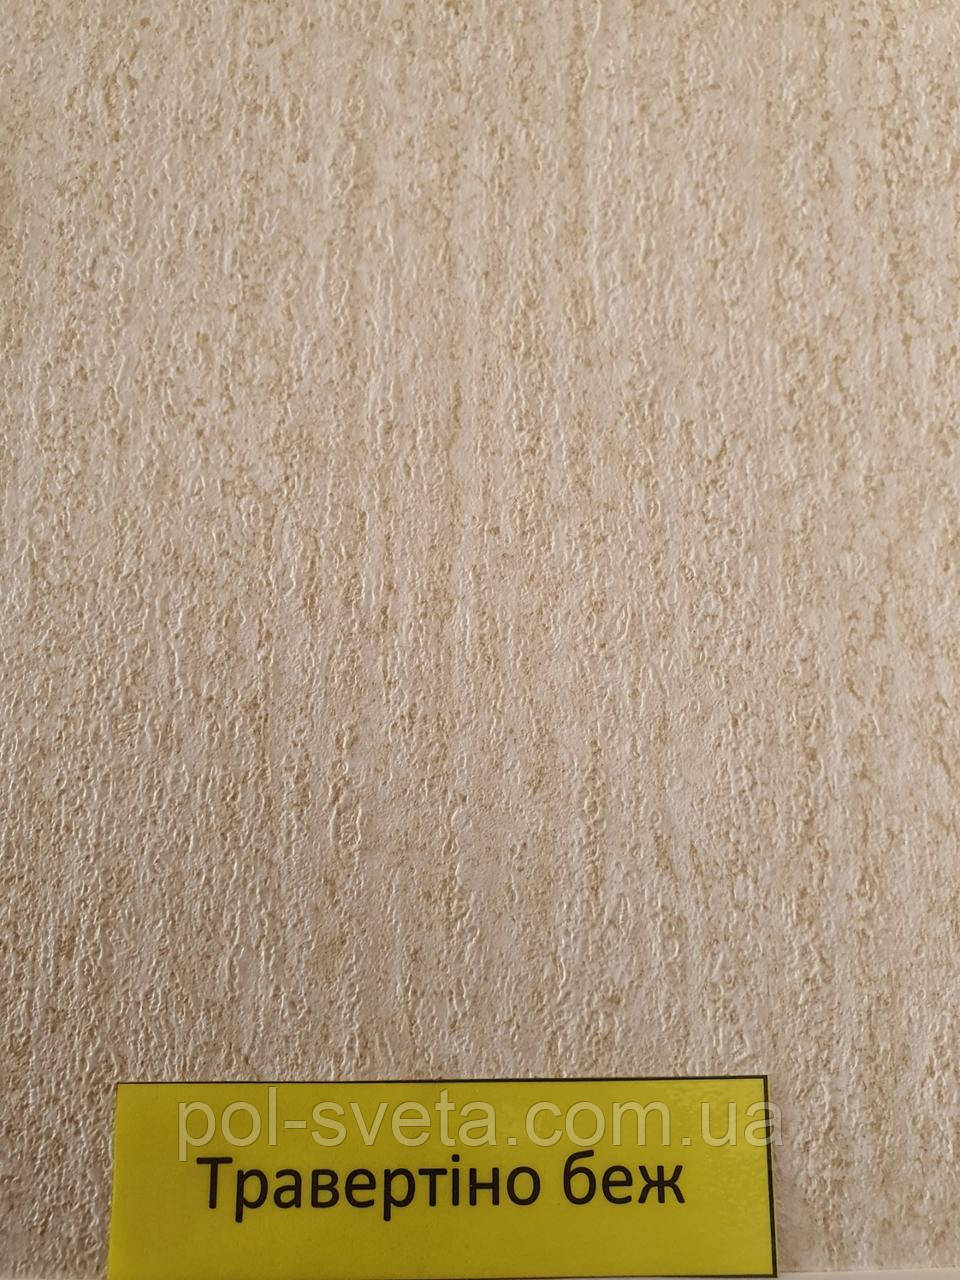 pol-sveta.com.ua
Травертіно беж